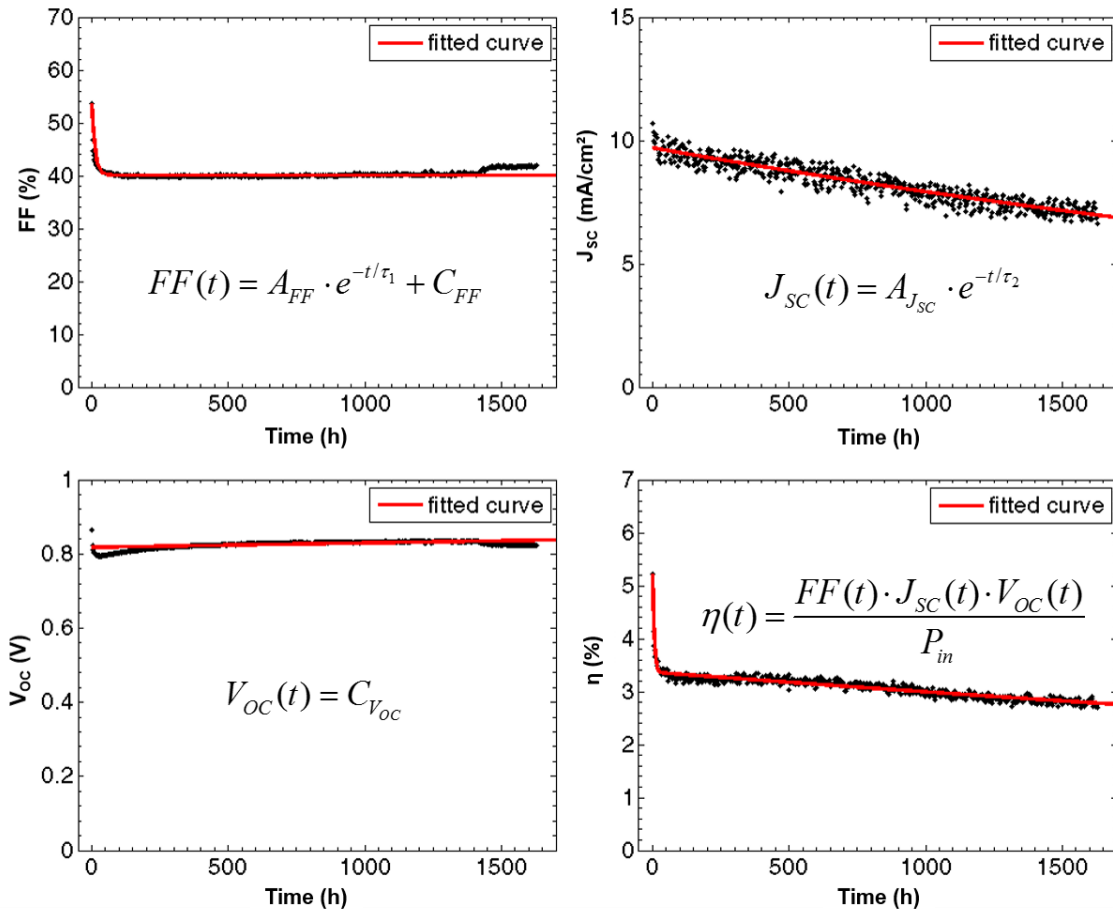 70
60
50
40
30
20
10
0
FF (%)
fitted curve
FF(t) = A_FF · e^(−t/τ₁) + C_FF
0 500 1000 1500
Time (h)
15
10
5
0
J_SC (mA/cm²)
fitted curve
J_SC(t) = A_J_SC · e^(−t/τ₂)
0 500 1000 1500
Time (h)
1
0.8
0.6
0.4
0.2
0
V_OC (V)
fitted curve
V_OC(t) = C_V_OC
0 500 1000 1500
Time (h)
7
6
5
4
3
2
1
0
η (%)
fitted curve
η(t) = FF(t) · J_SC(t) · V_OC(t) / P_in
0 500 1000 1500
Time (h)